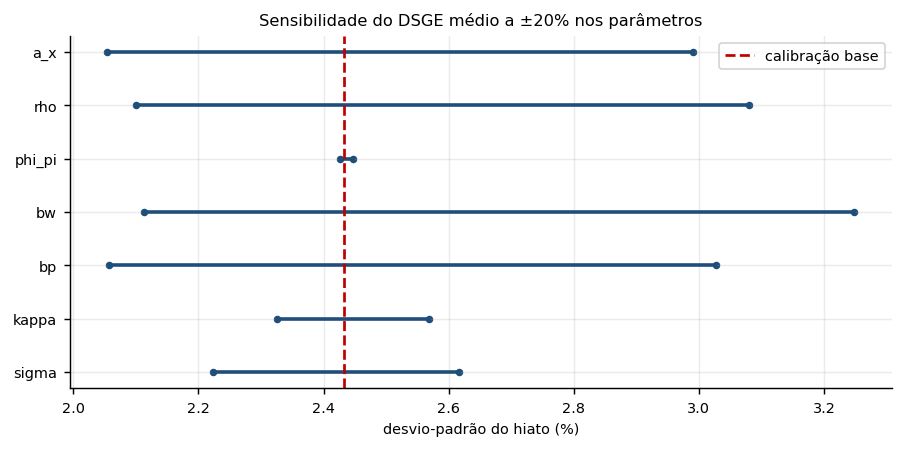 Sensibilidade do DSGE médio a ±20% nos parâmetros
calibração base
a_x
rho
phi_pi
bw
bp
kappa
sigma
2.0 2.2 2.4 2.6 2.8 3.0 3.2
desvio-padrão do hiato (%)